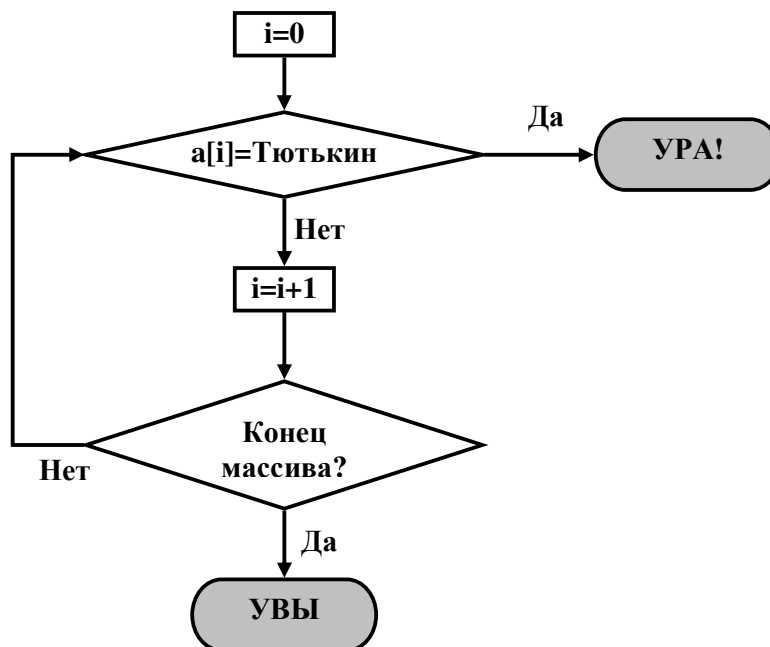 i=0
Да
a[i]=Тютькин
УРА!
Нет
i=i+1
Конец
массива?
Нет
Да
УВЫ